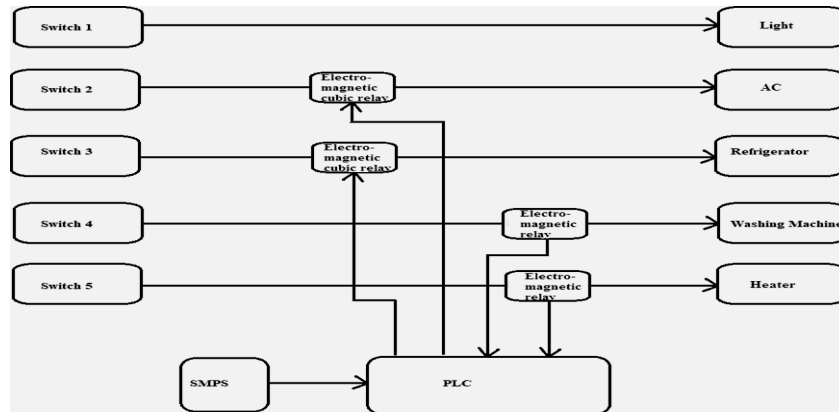 Switch 1
Light
Switch 2
Electro-
magnetic
cubic relay
AC
Switch 3
Electro-
magnetic
cubic relay
Refrigerator
Switch 4
Electro-
magnetic
relay
Washing Machine
Switch 5
Electro-
magnetic
relay
Heater
SMPS
PLC